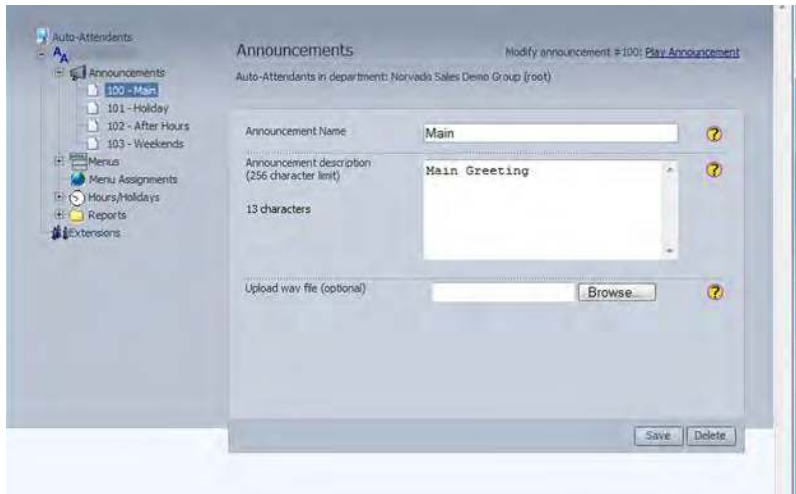 Auto-Attendents
AA
Announcements
100 - Main
101 - Holiday
102 - After Hours
103 - Weekends
Menus
Menu Assignments
Hours/Holidays
Reports
Extensions
Announcements
Modify announcement #100: Play Announcement
Auto-Attendants in department: Norvado Sales Demo Group (root)
Announcement Name
Main
?
Announcement description
(256 character limit)
Main Greeting
?
13 characters
Upload wav file (optional)
Browse...
?
Save
Delete